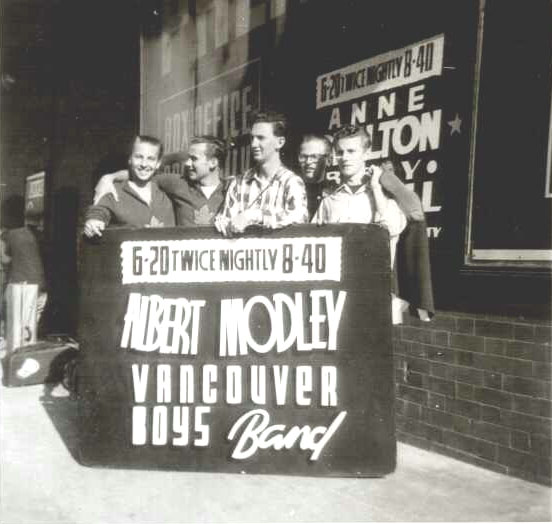 BOX OFFICE
6-20 TWICE NIGHTLY 8-40
ANNE
6-20 TWICE NIGHTLY 8-40
ALBERT MODLEY
VANCOUVER
BOYS Band